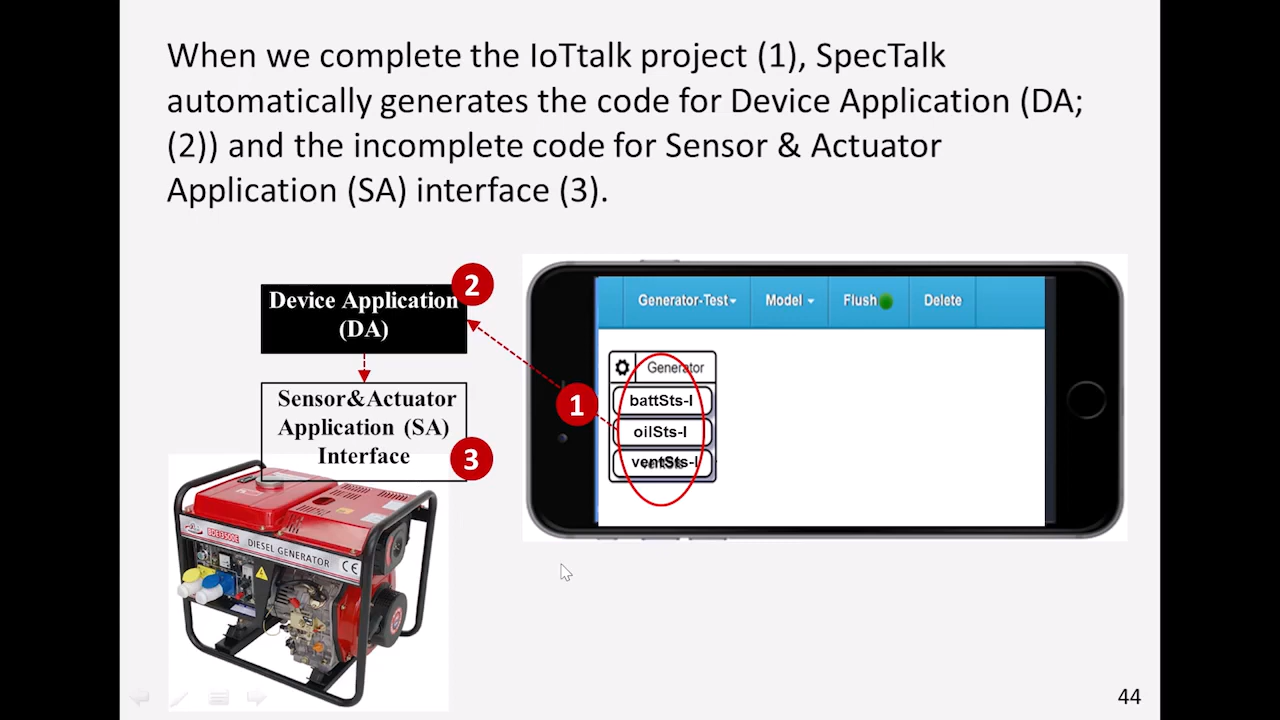 When we complete the IoTtalk project (1), SpecTalk
automatically generates the code for Device Application (DA;
(2)) and the incomplete code for Sensor & Actuator
Application (SA) interface (3).
2
Device Application
(DA)
1
Sensor&Actuator
Application (SA)
Interface
3
Generator-Test
Model
Flush
Delete
Generator
battSts-I
oilSts-I
ventSts-I
DIESEL GENERATOR
CE
44